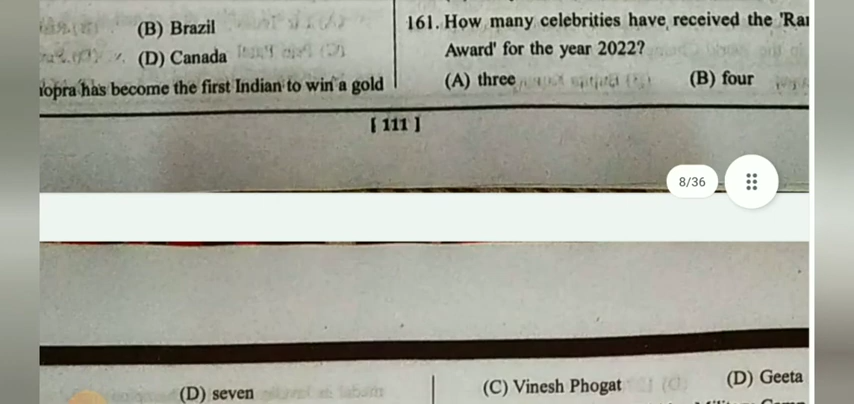 (B) Brazil
(D) Canada
opra has become the first Indian to win a gold
161. How many celebrities have received the 'Ra
Award' for the year 2022?
(A) three
(B) four
[ 111 ]
8/36
(D) seven
(C) Vinesh Phogat
(D) Geeta